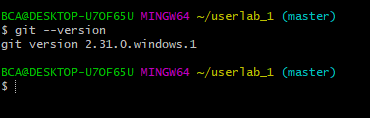 BCA@DESKTOP-U7OF65U MINGW64 ~/userlab_1 (master)
$ git --version
git version 2.31.0.windows.1
BCA@DESKTOP-U7OF65U MINGW64 ~/userlab_1 (master)
$